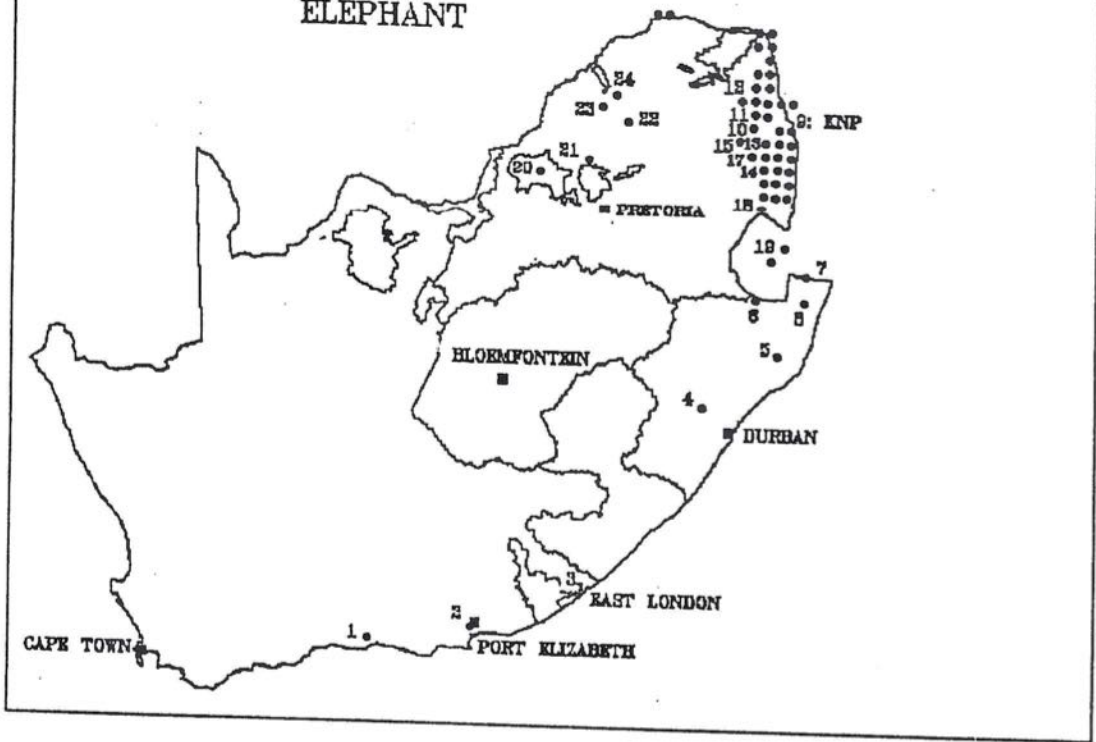 ELEPHANT
24
23
22
12
11
9: KNP
10
15 13
17
14
21
20
18
PRETORIA
19
7
6
8
BLOEMFONTEIN
5
4
DURBAN
3
EAST LONDON
2
1
CAPE TOWN
PORT ELIZABETH